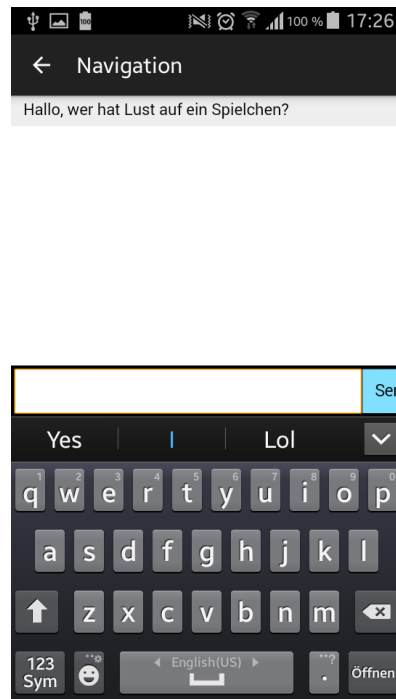 100 100 % 17:26
Navigation
Hallo, wer hat Lust auf ein Spielchen?
Ser
Yes I Lol
1 2 3 4 5 6 7 8 9 0
q w e r t y u i o p
a s d f g h j k l
z x c v b n m
123 English(US) ..?
Sym . Öffnen